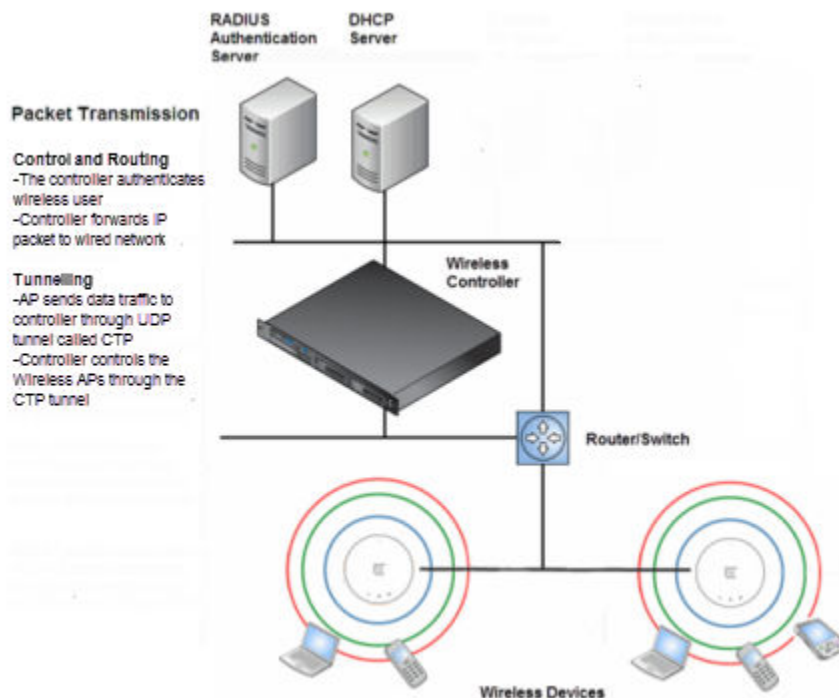 RADIUS
Authentication
Server
DHCP
Server
Packet Transmission
Control and Routing
-The controller authenticates
wireless user
-Controller forwards IP
packet to wired network
Tunnelling
-AP sends data traffic to
controller through UDP
tunnel called CTP
-Controller controls the
Wireless APs through the
CTP tunnel
Wireless
Controller
Router/Switch
Wireless Devices